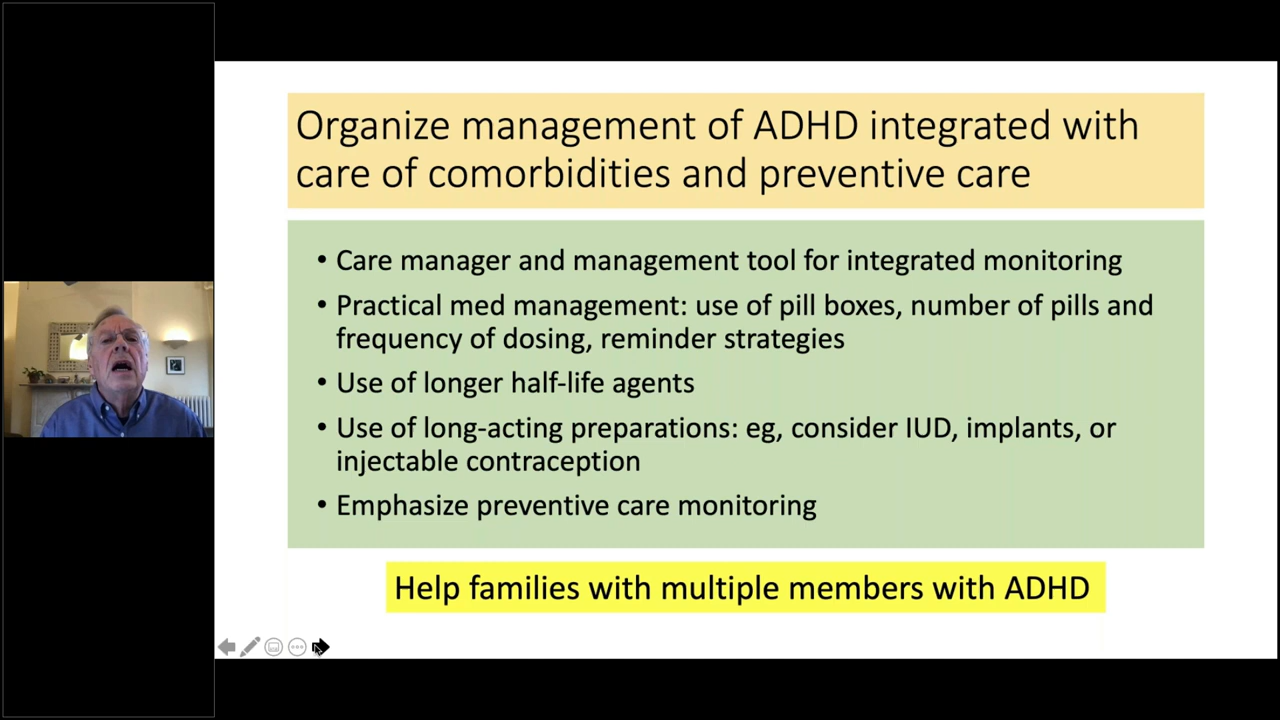 Organize management of ADHD integrated with
care of comorbidities and preventive care
• Care manager and management tool for integrated monitoring
• Practical med management: use of pill boxes, number of pills and
frequency of dosing, reminder strategies
• Use of longer half-life agents
• Use of long-acting preparations: eg, consider IUD, implants, or
injectable contraception
• Emphasize preventive care monitoring
Help families with multiple members with ADHD